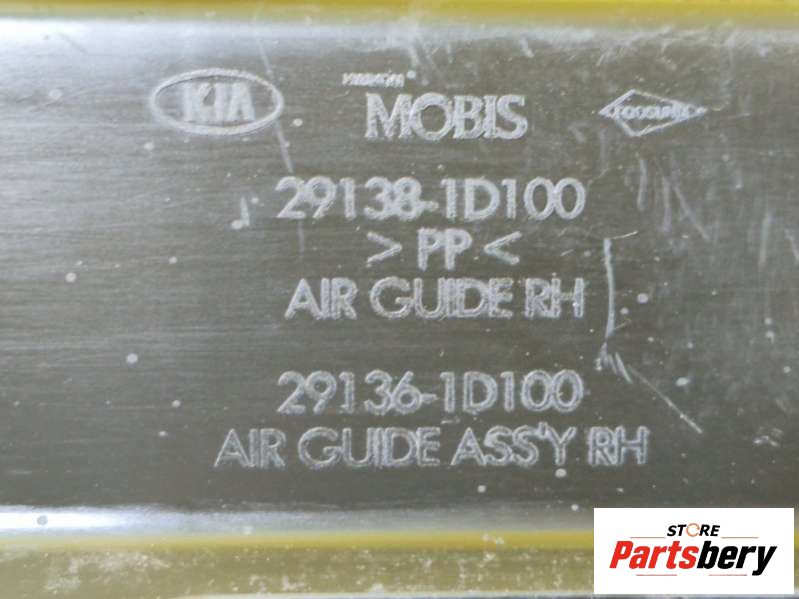 KIA
MOBIS
29138-1D100
> PP <
AIR GUIDE RH
29136-1D100
AIR GUIDE ASS'Y RH
STORE
Partsbery